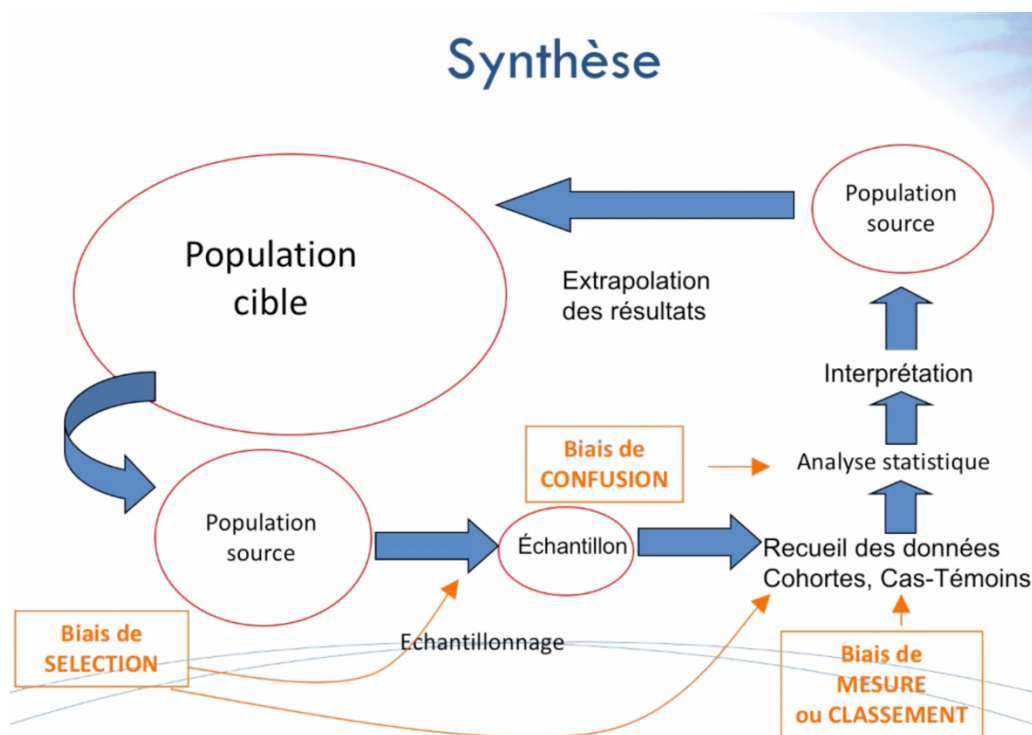 Synthèse
Population
cible
Extrapolation
des résultats
Population
source
Interprétation
Analyse statistique
Biais de
CONFUSION
Population
source
Échantillon
Recueil des données
Cohortes, Cas-Témoins
Biais de
SELECTION
Echantillonnage
Biais de
MESURE
ou CLASSEMENT